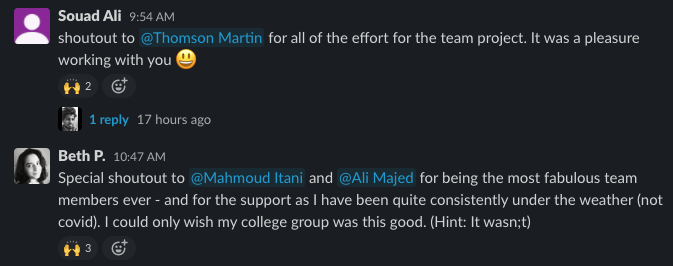 Souad Ali 9:54 AM
shoutout to @Thomson Martin for all of the effort for the team project. It was a pleasure
working with you 😃
🙌 2
1 reply 17 hours ago
Beth P. 10:47 AM
Special shoutout to @Mahmoud Itani and @Ali Majed for being the most fabulous team
members ever - and for the support as I have been quite consistently under the weather (not
covid). I could only wish my college group was this good. (Hint: It wasn;t)
🙌 3